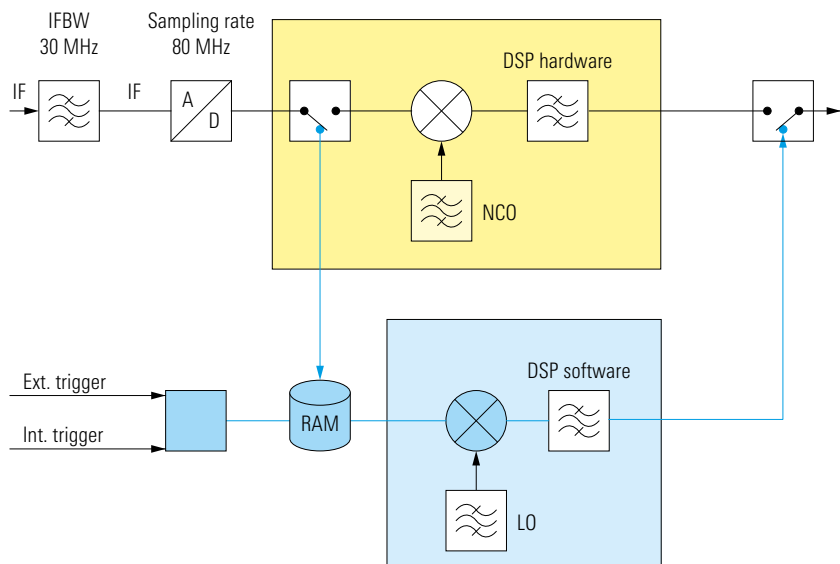 IFBW
30 MHz
Sampling rate
80 MHz
DSP hardware
IF
IF
A
D
NCO
Ext. trigger
Int. trigger
RAM
DSP software
LO